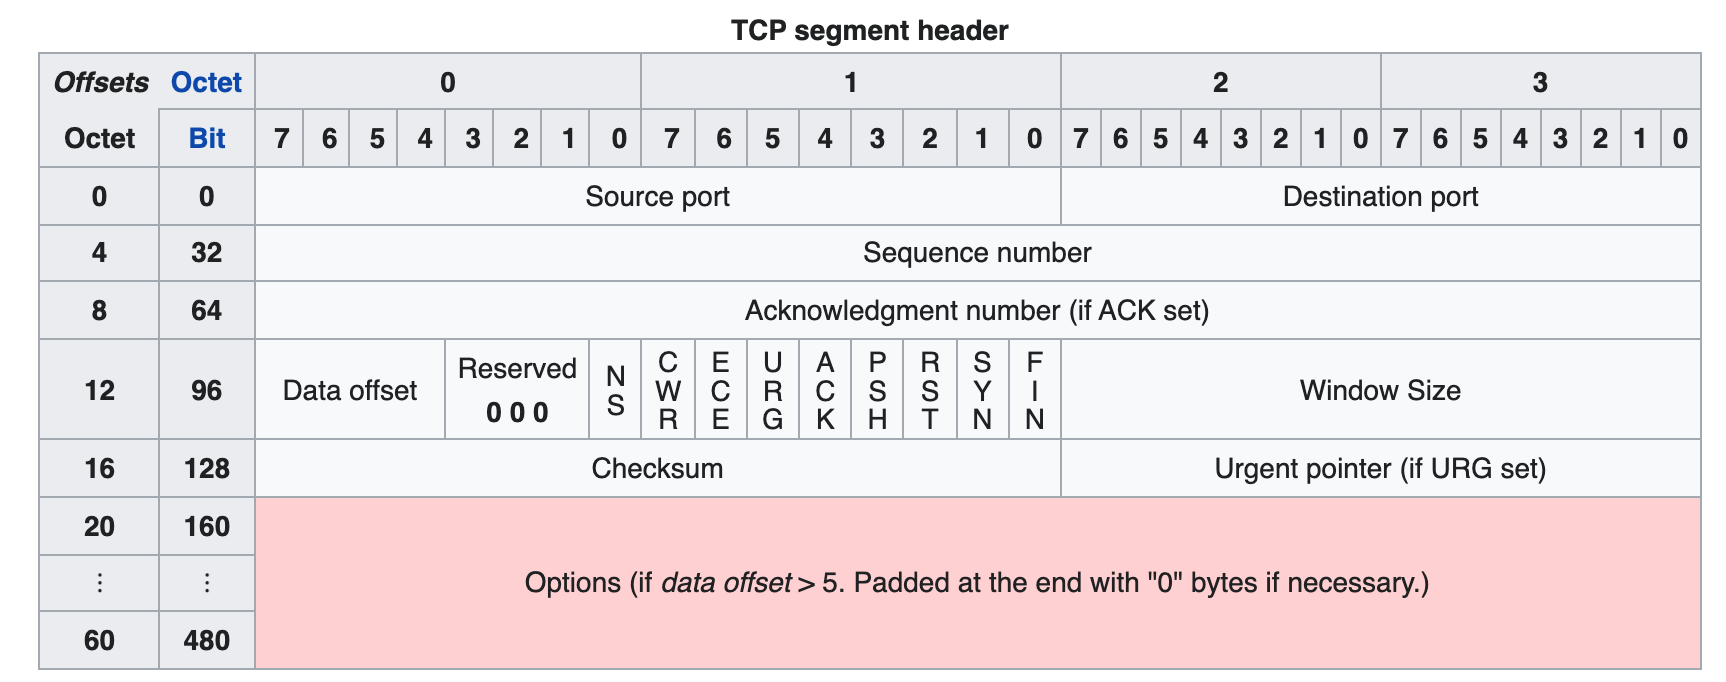 TCP segment header
Offsets Octet 0 1 2 3
Octet Bit 7 6 5 4 3 2 1 0 7 6 5 4 3 2 1 0 7 6 5 4 3 2 1 0 7 6 5 4 3 2 1 0
0 0 Source port Destination port
4 32 Sequence number
8 64 Acknowledgment number (if ACK set)
12 96 Data offset Reserved 0 0 0 NS CWR ECE URG ACK PSH RST SYN FIN Window Size
16 128 Checksum Urgent pointer (if URG set)
20 160
⋮ ⋮ Options (if data offset > 5. Padded at the end with "0" bytes if necessary.)
60 480